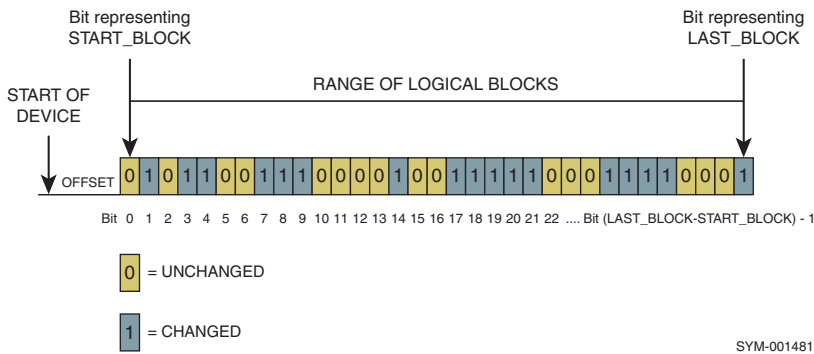 Bit representing
START_BLOCK
Bit representing
LAST_BLOCK
RANGE OF LOGICAL BLOCKS
START OF
DEVICE
OFFSET 0 1 0 1 1 0 0 1 1 1 0 0 0 0 1 0 0 1 1 1 1 1 0 0 0 1 1 1 1 0 0 0 1
Bit 0 1 2 3 4 5 6 7 8 9 10 11 12 13 14 15 16 17 18 19 20 21 22 .... Bit (LAST_BLOCK-START_BLOCK) - 1
0 = UNCHANGED
1 = CHANGED
SYM-001481